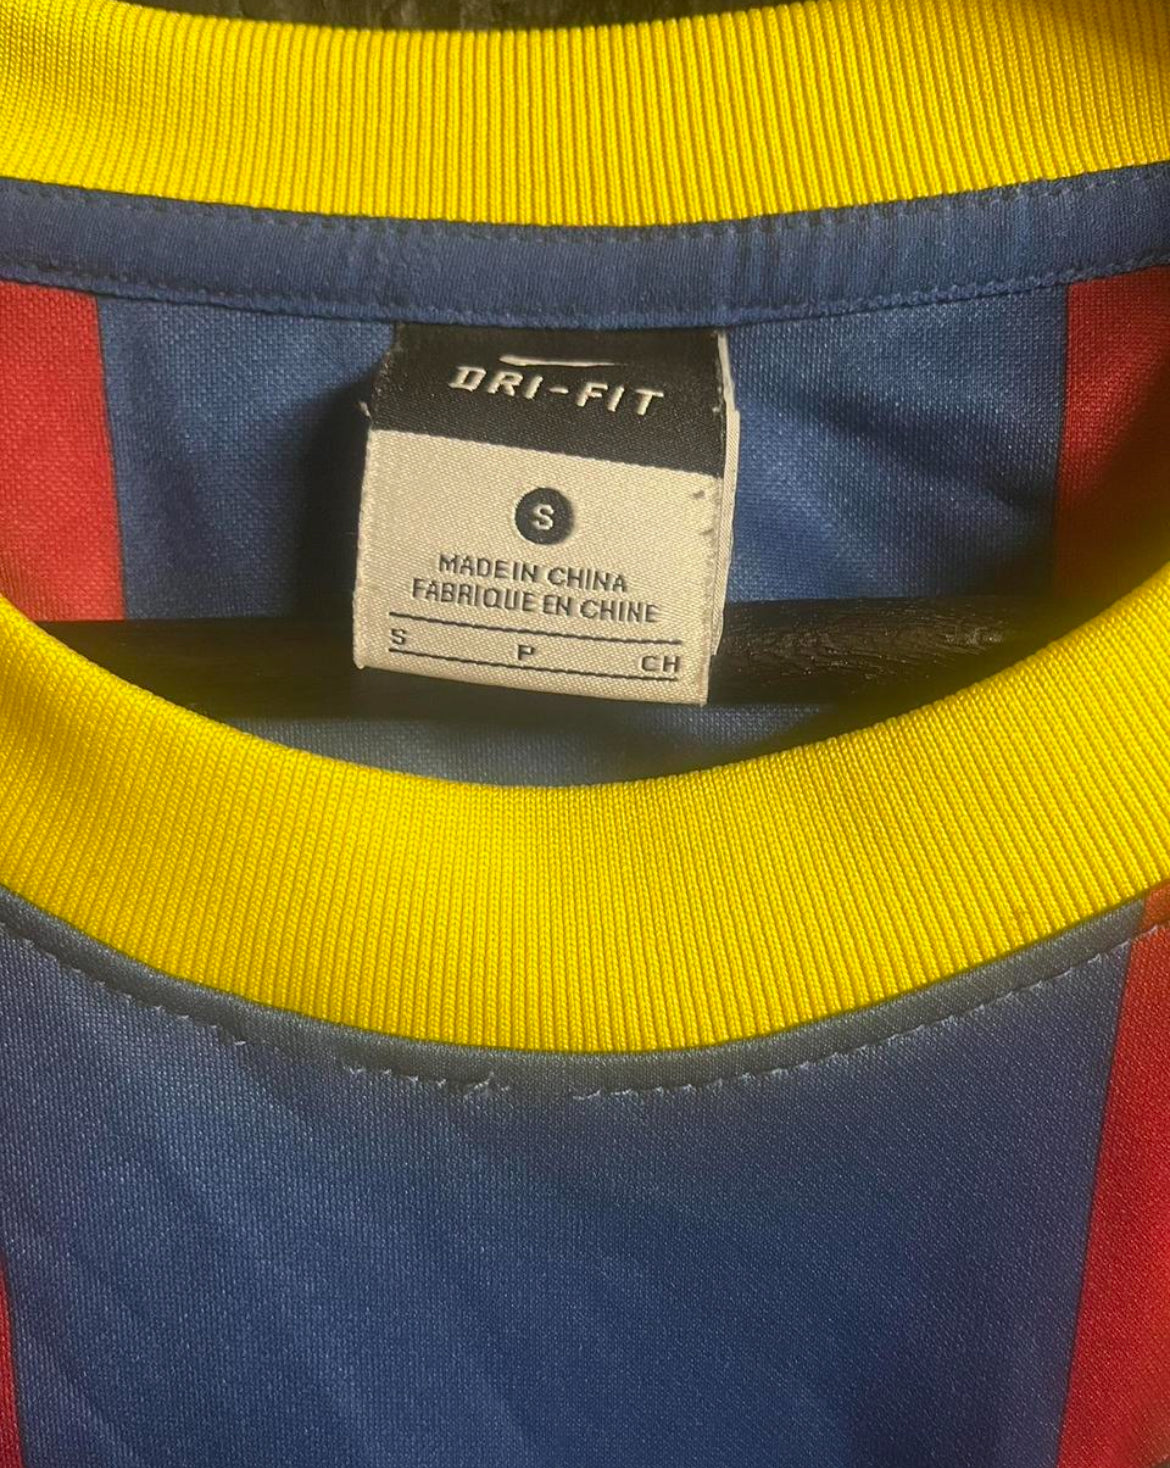 DRI-FIT
S
MADE IN CHINA
FABRIQUE EN CHINE
S P CH